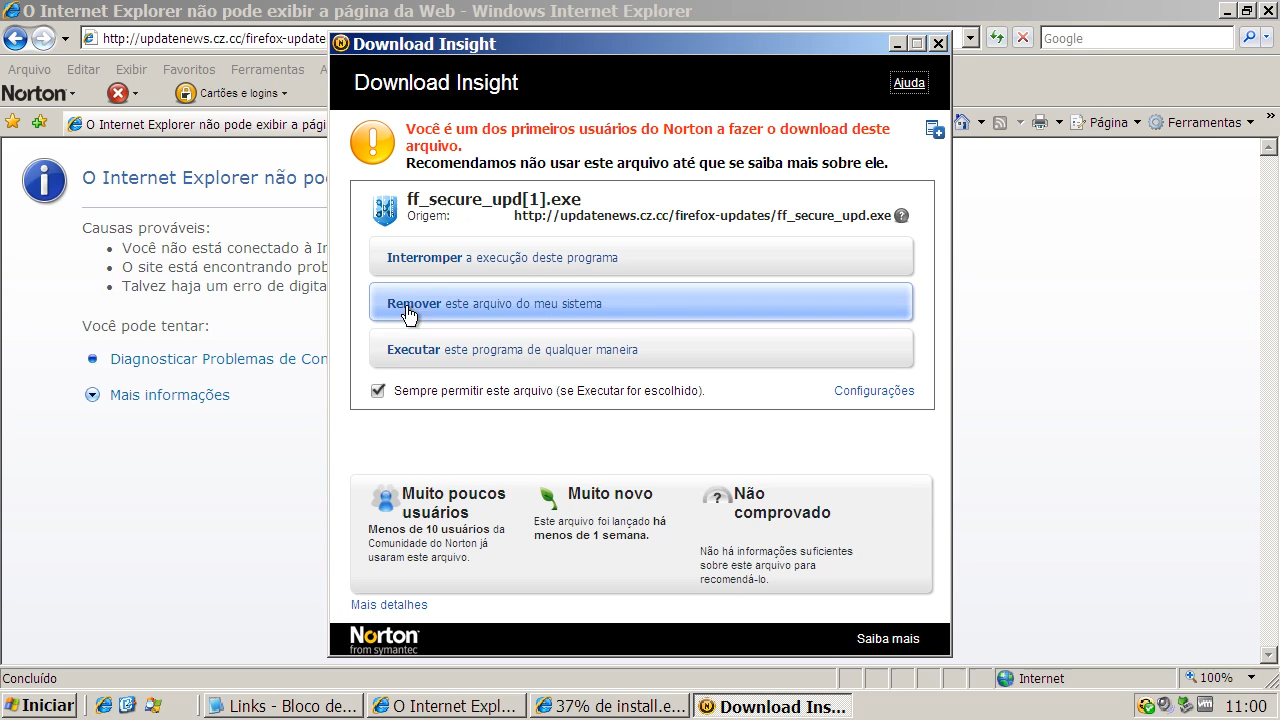 O Internet Explorer não pode exibir a página da Web - Windows Internet Explorer
http://updatenews.cz.cc/firefox-update
Google
Arquivo Editar Exibir Favoritos Ferramentas A
Norton
Cartões e logins
O Internet Explorer não pode exibir a pági
Página
Ferramentas
»
Download Insight
Download Insight
Ajuda
Você é um dos primeiros usuários do Norton a fazer o download deste
arquivo.
Recomendamos não usar este arquivo até que se saiba mais sobre ele.
ff_secure_upd[1].exe
Origem: http://updatenews.cz.cc/firefox-updates/ff_secure_upd.exe
Interromper a execução deste programa
Remover este arquivo do meu sistema
Executar este programa de qualquer maneira
Sempre permitir este arquivo (se Executar for escolhido).
Configurações
Muito poucos
usuários
Menos de 10 usuários da
Comunidade do Norton já
usaram este arquivo.
Muito novo
Este arquivo foi lançado há
menos de 1 semana.
Não
comprovado
Não há informações suficientes
sobre este arquivo para
recomendá-lo.
Mais detalhes
Norton
from symantec
Saiba mais
O Internet Explorer não po
Causas prováveis:
Você não está conectado à In
O site está encontrando prob
Talvez haja um erro de digita
Você pode tentar:
Diagnosticar Problemas de Con
Mais informações
Concluído
Internet
100%
Iniciar
Links - Bloco de...
O Internet Expl...
37% de install.e...
Download Ins...
11:00